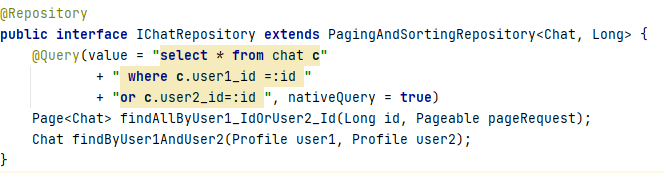 @Repository
public interface IChatRepository extends PagingAndSortingRepository<Chat, Long> {
    @Query(value = "select * from chat c"
            + " where c.user1_id =:id "
            + "or c.user2_id=:id ", nativeQuery = true)
    Page<Chat> findAllByUser1_IdOrUser2_Id(Long id, Pageable pageRequest);
    Chat findByUser1AndUser2(Profile user1, Profile user2);
}